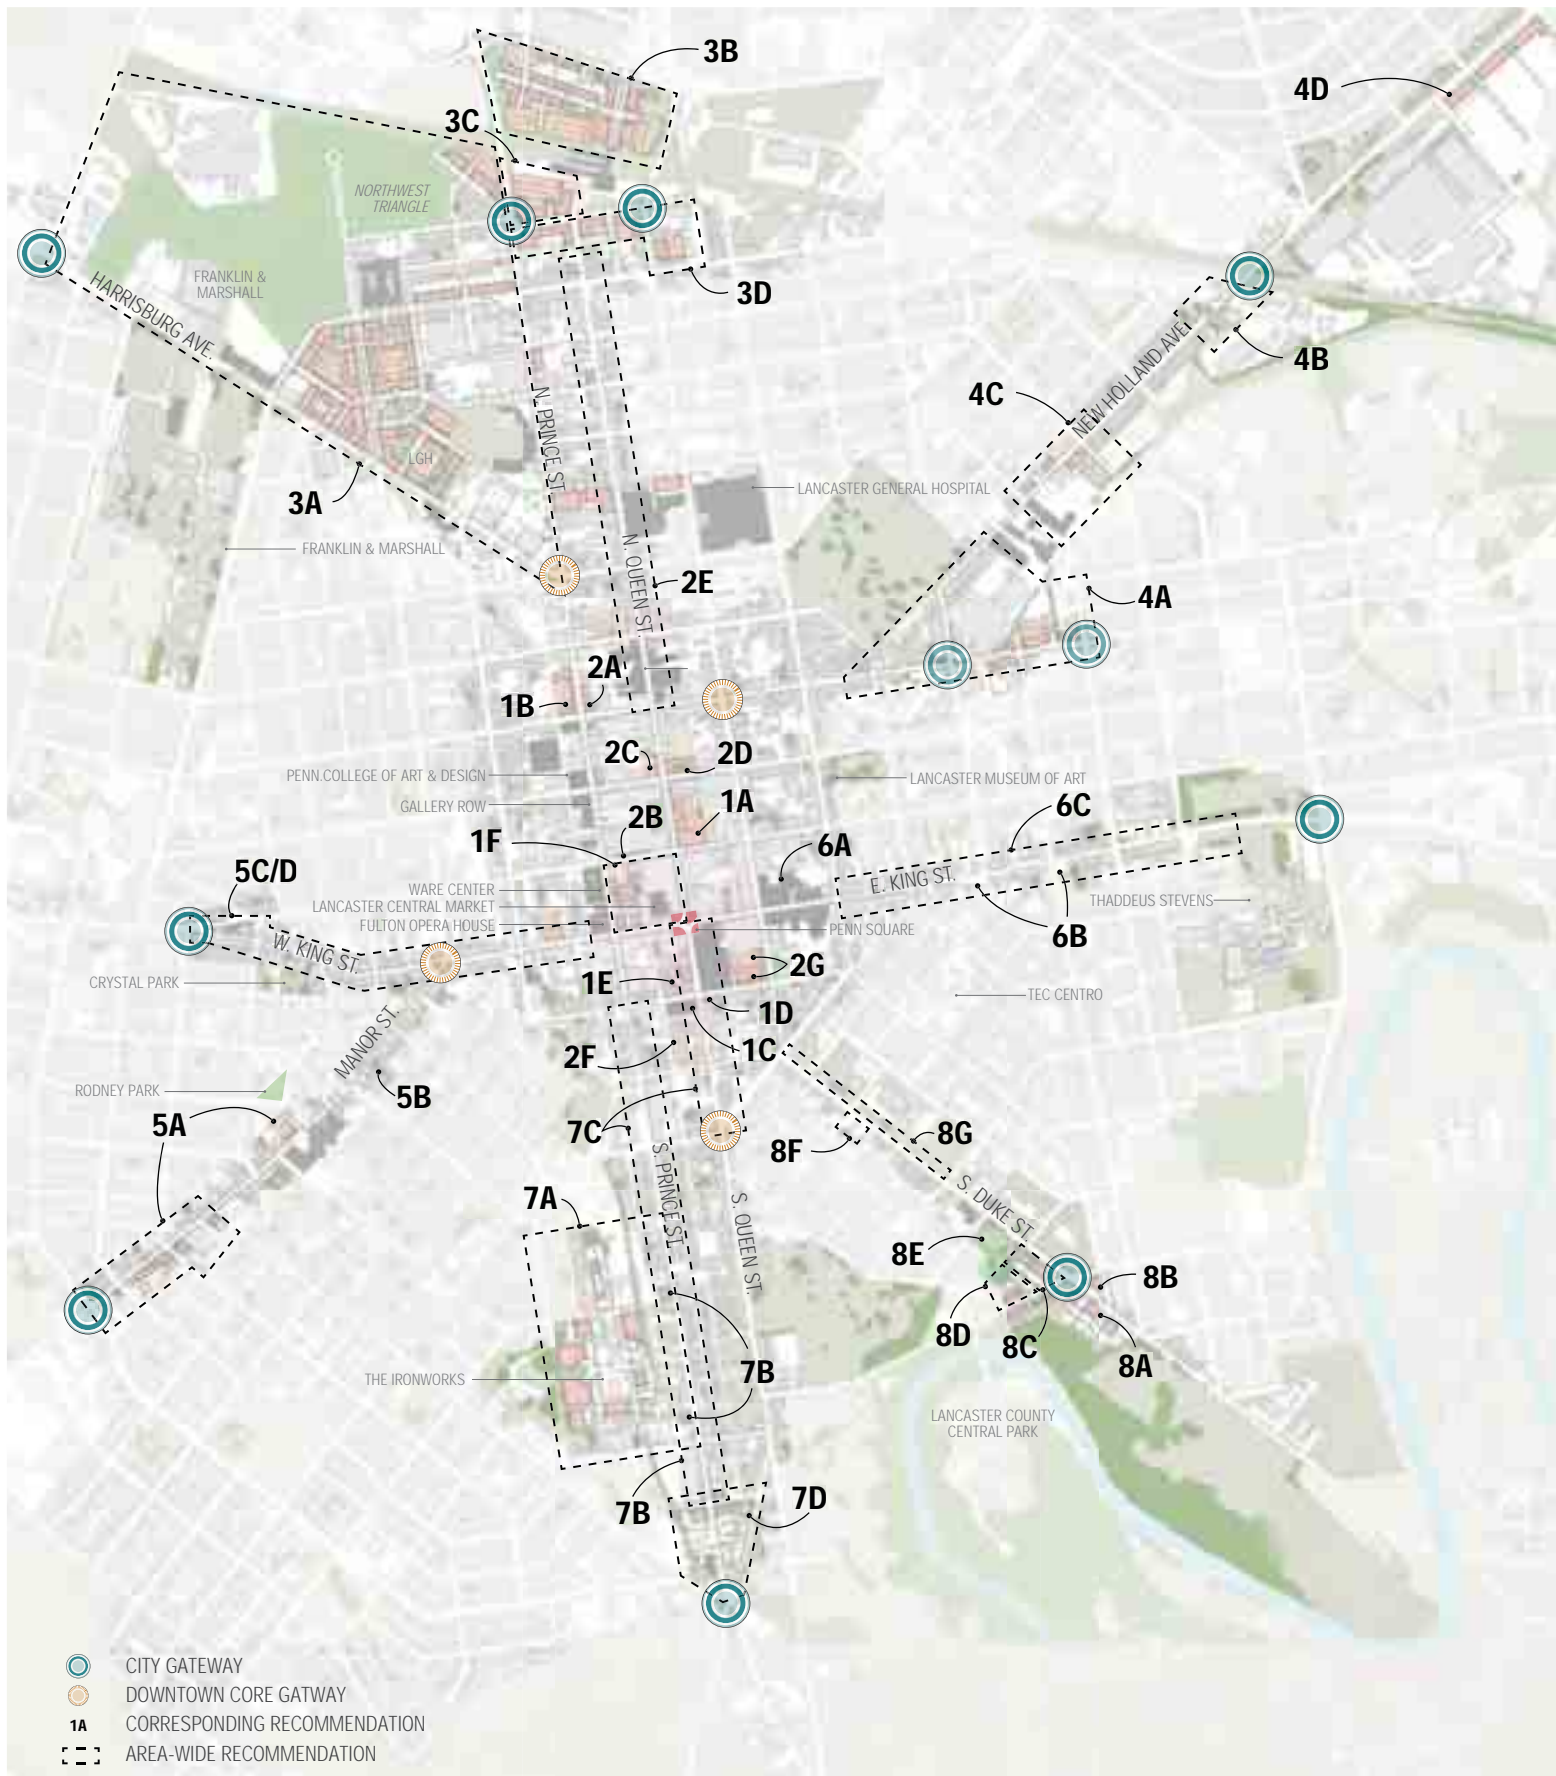 3B
4D
3C
NORTHWEST
TRIANGLE
FRANKLIN &
MARSHALL
3D
HARRISBURG AVE.
4B
NEW HOLLAND AVE.
4C
N. PRINCE ST.
LGH
3A
LANCASTER GENERAL HOSPITAL
FRANKLIN & MARSHALL
N. QUEEN ST.
2E
4A
2A
1B
2C
2D
PENN.COLLEGE OF ART & DESIGN
LANCASTER MUSEUM OF ART
GALLERY ROW
1A
6C
2B
1F
6A
5C/D
E. KING ST.
WARE CENTER
LANCASTER CENTRAL MARKET
THADDEUS STEVENS
FULTON OPERA HOUSE
PENN SQUARE
6B
W. KING ST.
2G
CRYSTAL PARK
1E
TEC CENTRO
1D
MANOR ST.
2F
1C
RODNEY PARK
5B
5A
7C
8G
8F
S. PRINCE ST.
7A
S. QUEEN ST.
S. DUKE ST.
8E
8B
8D
8C
8A
7B
THE IRONWORKS
LANCASTER COUNTY
CENTRAL PARK
7B
7D
CITY GATEWAY
DOWNTOWN CORE GATWAY
1A CORRESPONDING RECOMMENDATION
AREA-WIDE RECOMMENDATION